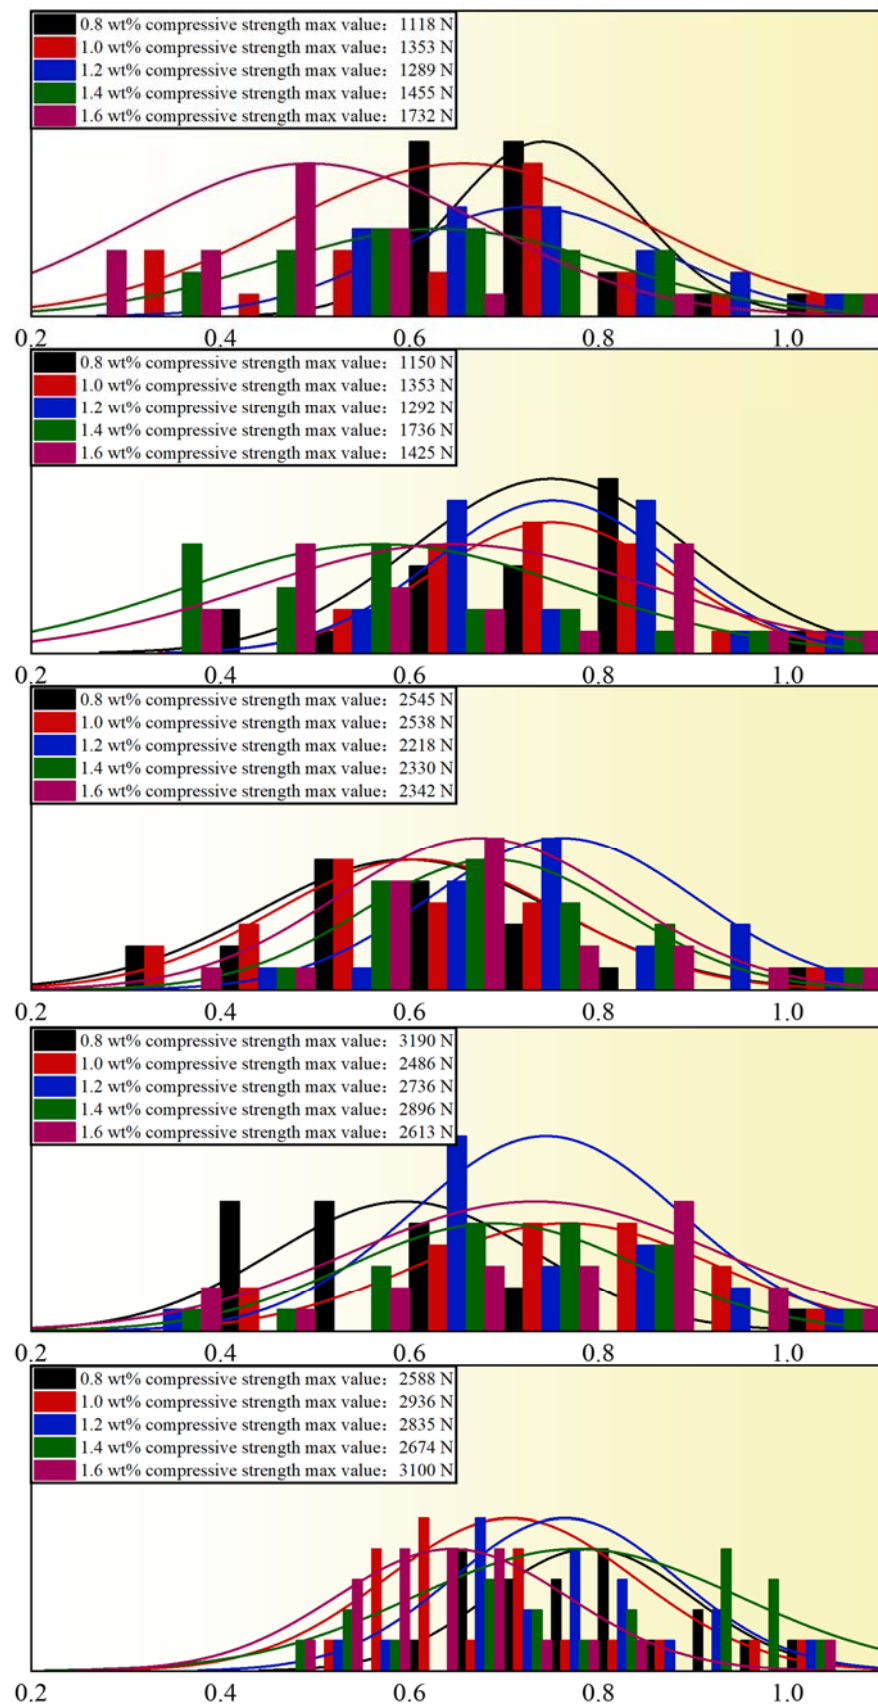 0.8 wt% compressive strength max value：1118 N
1.0 wt% compressive strength max value：1353 N
1.2 wt% compressive strength max value：1289 N
1.4 wt% compressive strength max value：1455 N
1.6 wt% compressive strength max value：1732 N
0.2 0.4 0.6 0.8 1.0
0.8 wt% compressive strength max value：1150 N
1.0 wt% compressive strength max value：1353 N
1.2 wt% compressive strength max value：1292 N
1.4 wt% compressive strength max value：1736 N
1.6 wt% compressive strength max value：1425 N
0.2 0.4 0.6 0.8 1.0
0.8 wt% compressive strength max value：2545 N
1.0 wt% compressive strength max value：2538 N
1.2 wt% compressive strength max value：2218 N
1.4 wt% compressive strength max value：2330 N
1.6 wt% compressive strength max value：2342 N
0.2 0.4 0.6 0.8 1.0
0.8 wt% compressive strength max value：3190 N
1.0 wt% compressive strength max value：2486 N
1.2 wt% compressive strength max value：2736 N
1.4 wt% compressive strength max value：2896 N
1.6 wt% compressive strength max value：2613 N
0.2 0.4 0.6 0.8 1.0
0.8 wt% compressive strength max value：2588 N
1.0 wt% compressive strength max value：2936 N
1.2 wt% compressive strength max value：2835 N
1.4 wt% compressive strength max value：2674 N
1.6 wt% compressive strength max value：3100 N
0.2 0.4 0.6 0.8 1.0